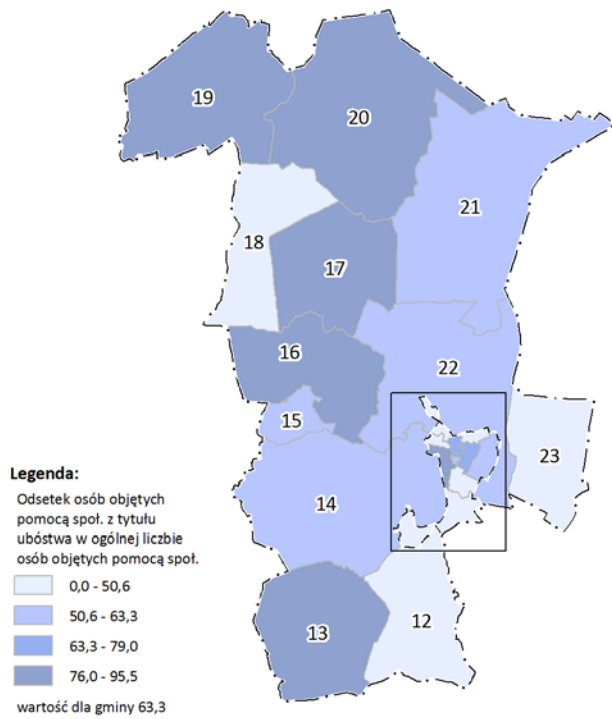 19
20
21
18
17
16
22
15
23
14
13
12
Legenda:
Odsetek osób objętych
pomocą społ. z tytułu
ubóstwa w ogólnej liczbie
osób objętych pomocą społ.
0,0 - 50,6
50,6 - 63,3
63,3 - 79,0
76,0 - 95,5
wartość dla gminy 63,3